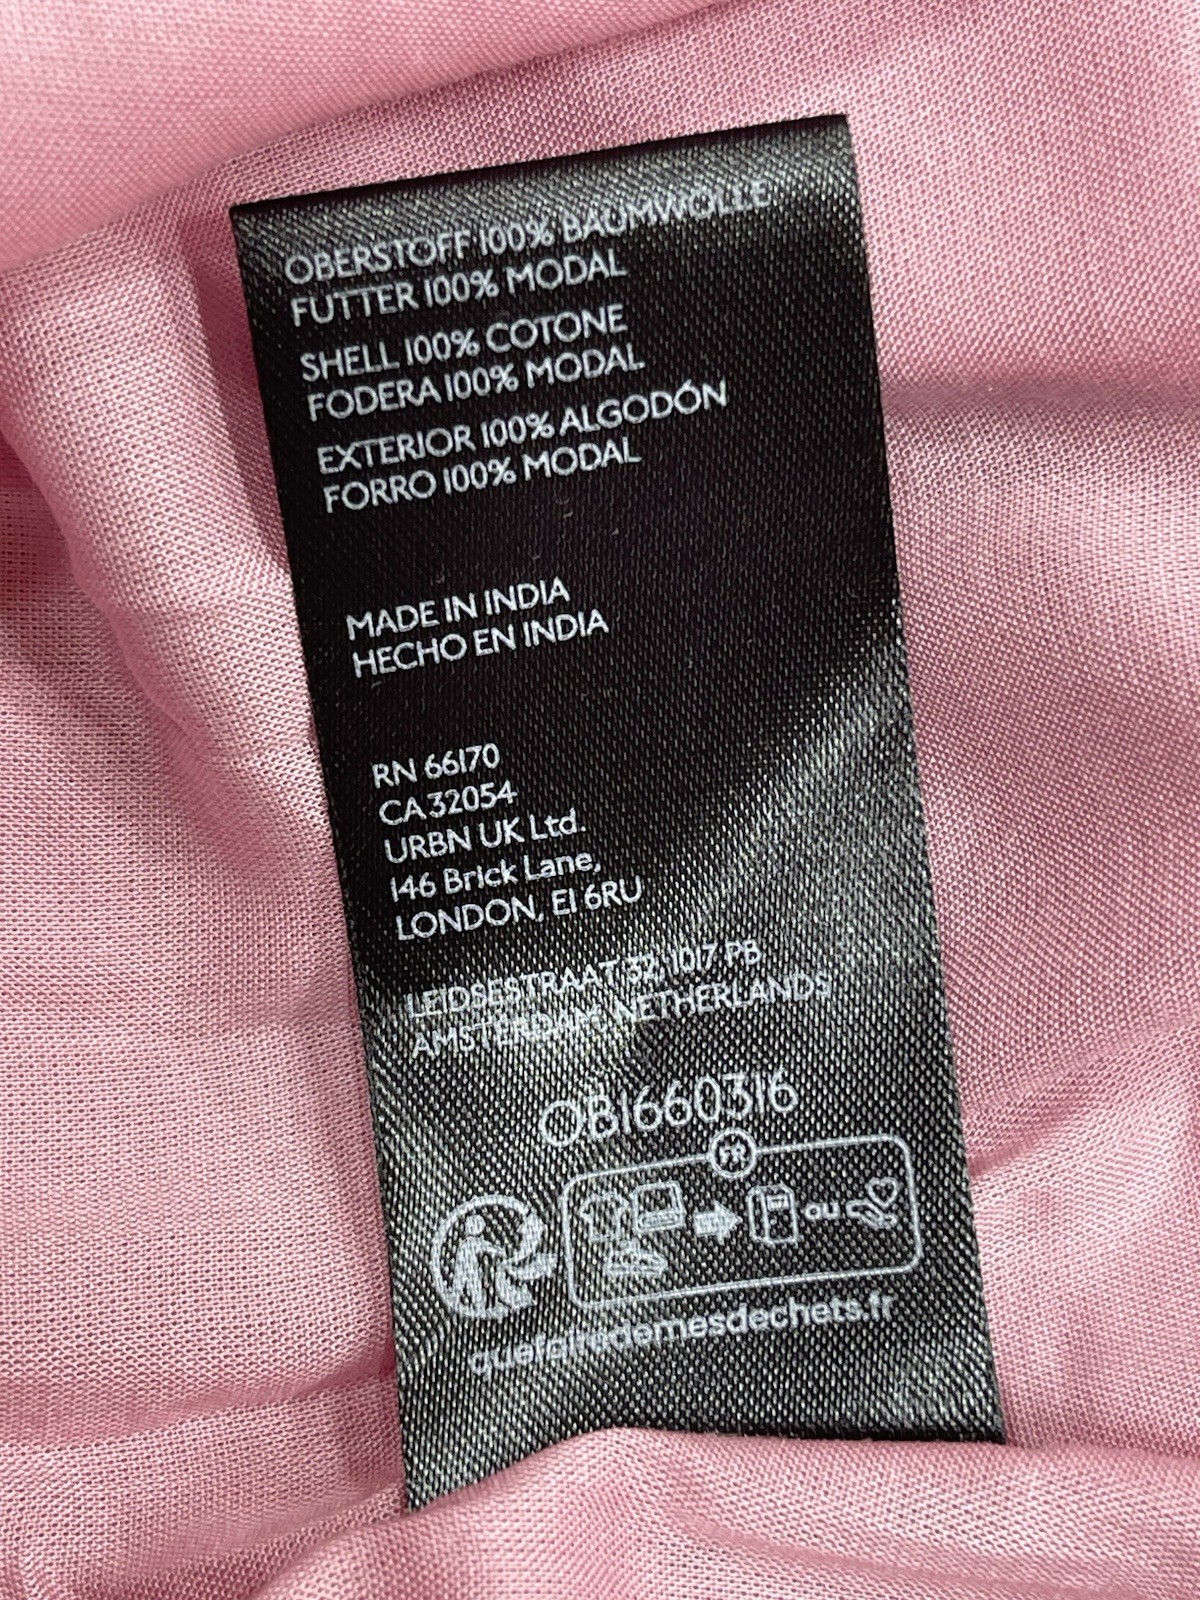 OBERSTOFF 100% BAUMWOLLE
FUTTER 100% MODAL
SHELL 100% COTONE
FODERA 100% MODAL
EXTERIOR 100% ALGODÓN
FORRO 100% MODAL
MADE IN INDIA
HECHO EN INDIA
RN 66170
CA 32054
URBN UK Ltd.
146 Brick Lane,
LONDON, E1 6RU
LEIDSESTRAAT 32 1017 PB
AMSTERDAM NETHERLANDS
OB1660316
FR
ou
quefairedemesdechets.fr